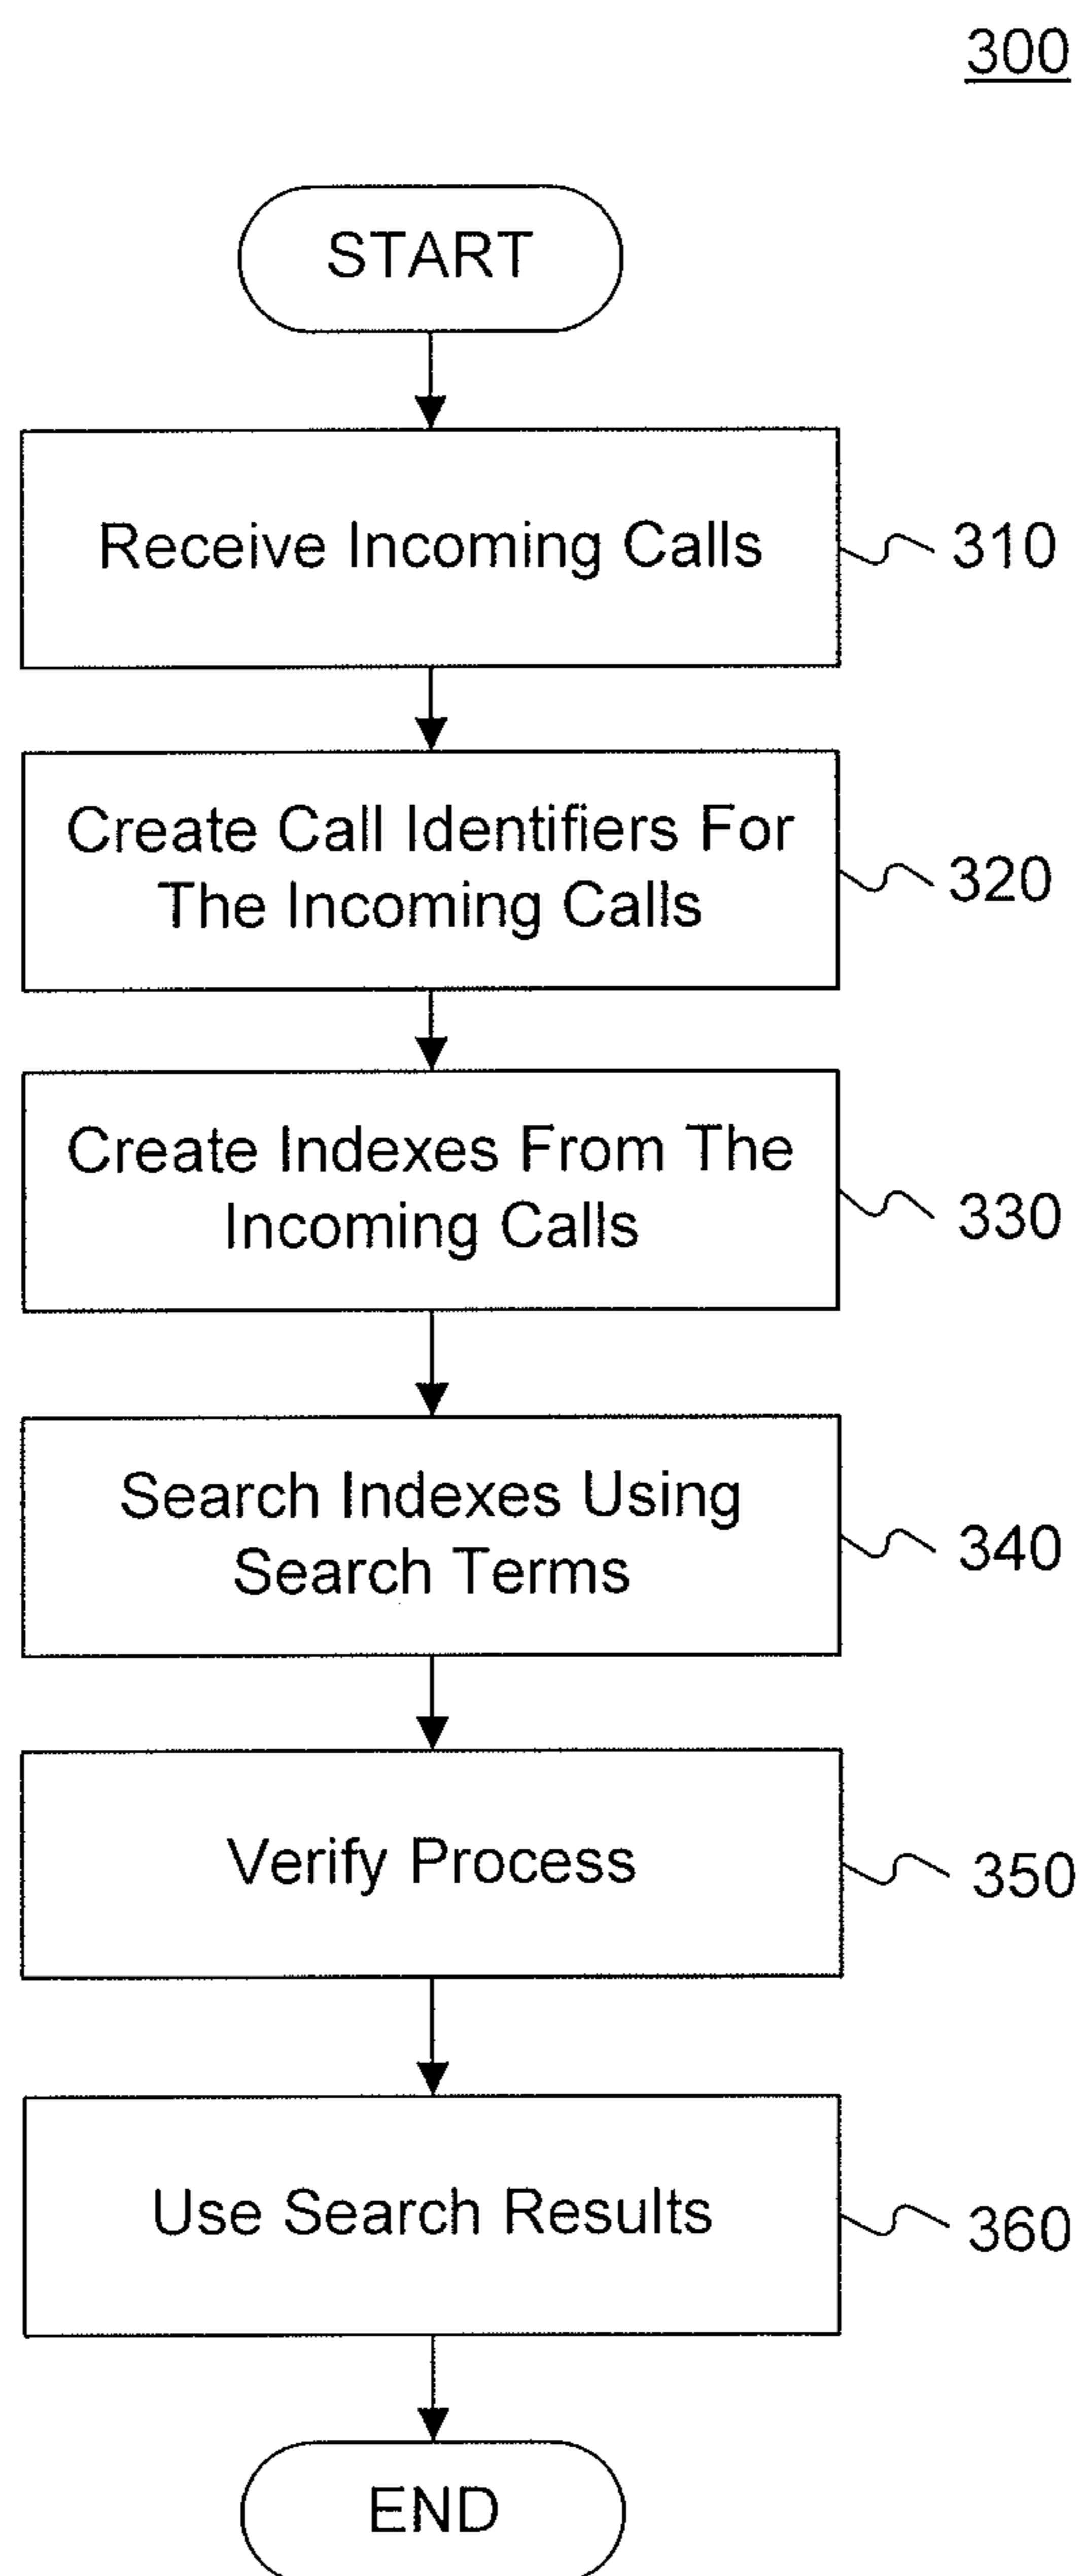 300
START
Receive Incoming Calls
310
Create Call Identifiers For
The Incoming Calls
320
Create Indexes From The
Incoming Calls
330
Search Indexes Using
Search Terms
340
Verify Process
350
Use Search Results
360
END